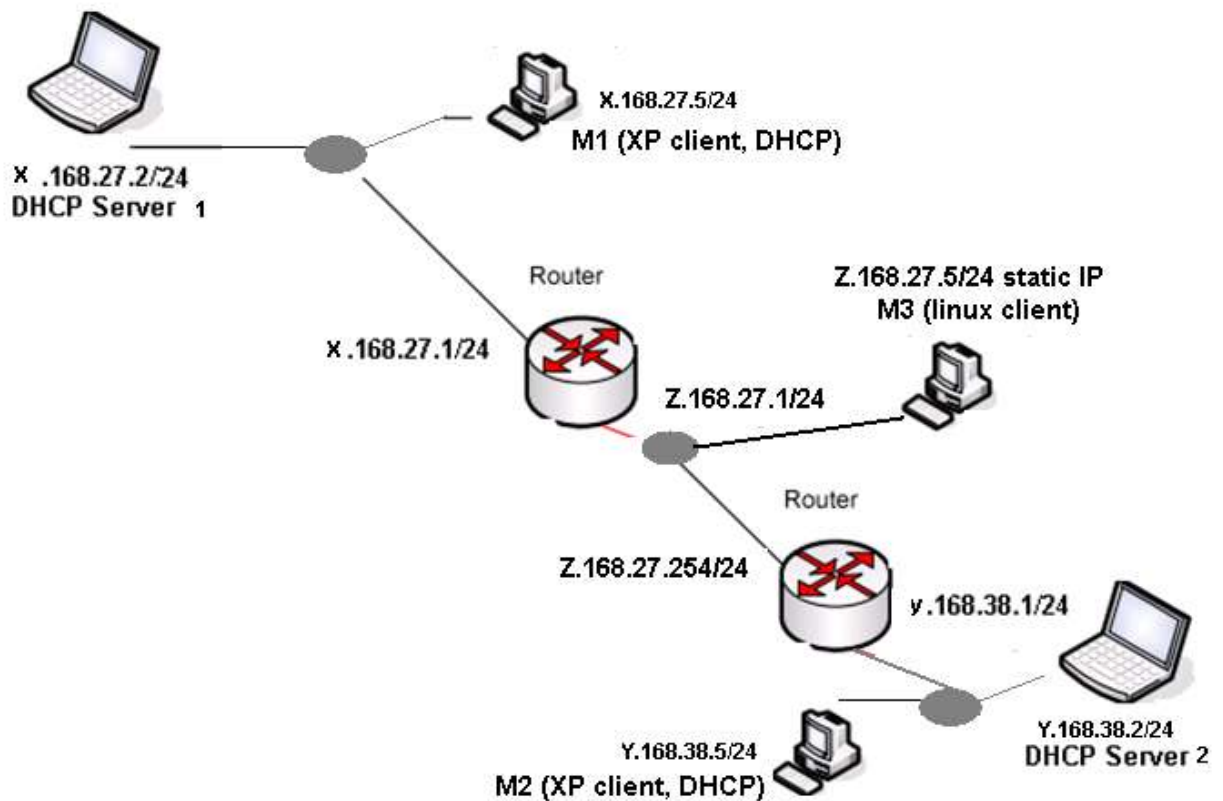 X.168.27.5/24
M1 (XP client, DHCP)
X .168.27.2/.24
DHCP Server 1
Router
Z.168.27.5/24 static IP
M3 (linux client)
X .168.27.1/24
Z.168.27.1/24
Router
Z.168.27.254/24
y .168.38.1/24
Y.168.38.5/24
M2 (XP client, DHCP)
Y.168.38.2/24
DHCP Server 2